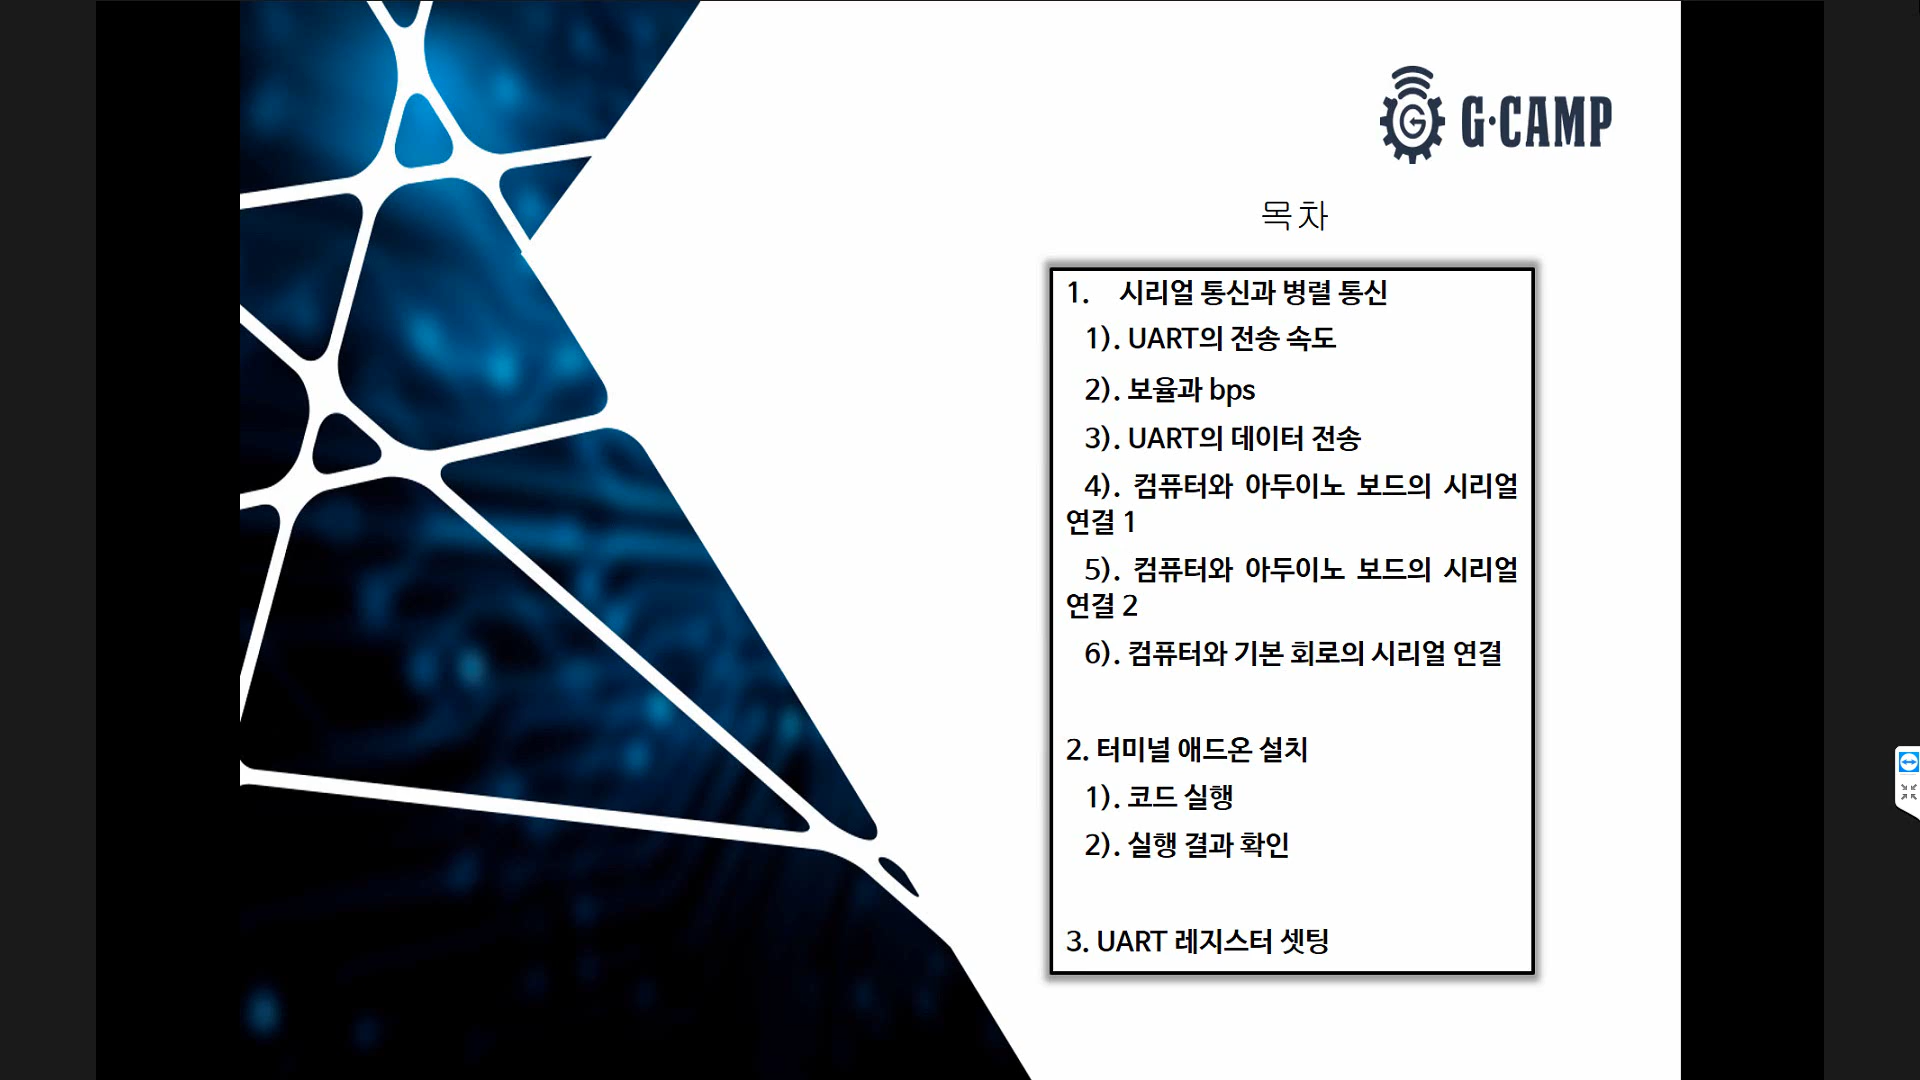 G·CAMP
목차
1. 시리얼 통신과 병렬 통신
1). UART의 전송 속도
2). 보율과 bps
3). UART의 데이터 전송
4). 컴퓨터와 아두이노 보드의 시리얼
연결 1
5). 컴퓨터와 아두이노 보드의 시리얼
연결 2
6). 컴퓨터와 기본 회로의 시리얼 연결
2. 터미널 애드온 설치
1). 코드 실행
2). 실행 결과 확인
3. UART 레지스터 셋팅